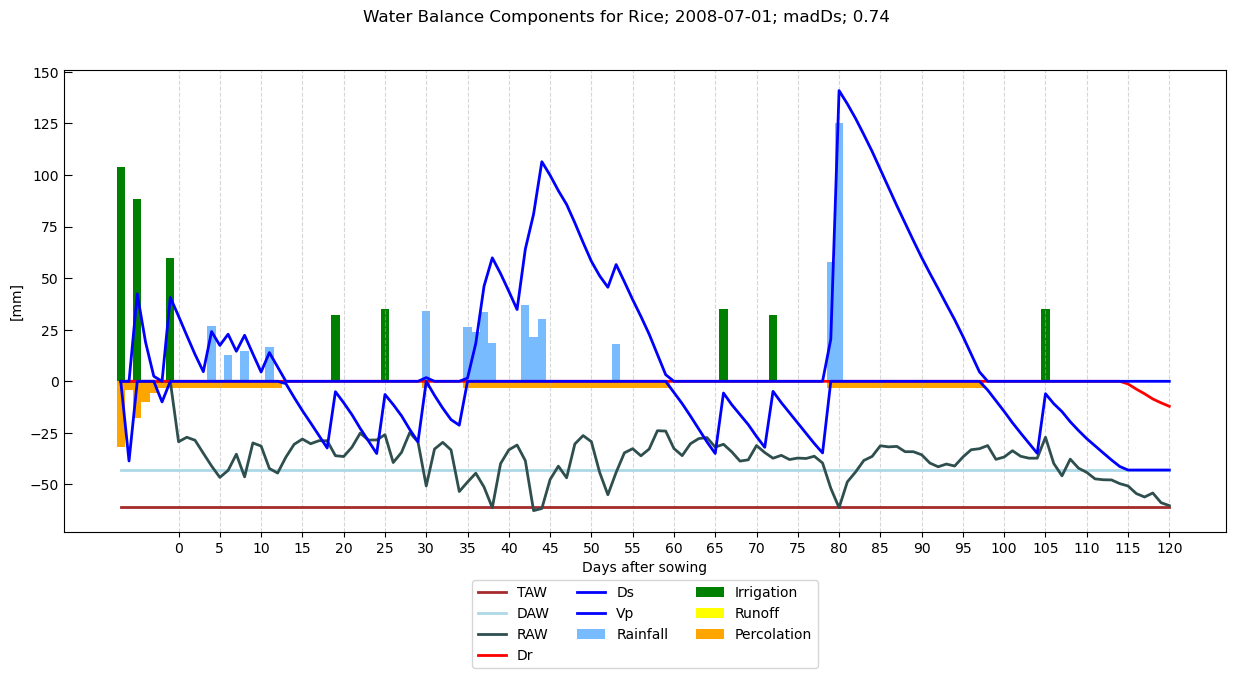 Water Balance Components for Rice; 2008-07-01; madDs; 0.74
150
125
100
75
50
25
0
−25
−50
[mm]
0 5 10 15 20 25 30 35 40 45 50 55 60 65 70 75 80 85 90 95 100 105 110 115 120
Days after sowing
TAW Ds Irrigation
DAW Vp Runoff
RAW Rainfall Percolation
Dr